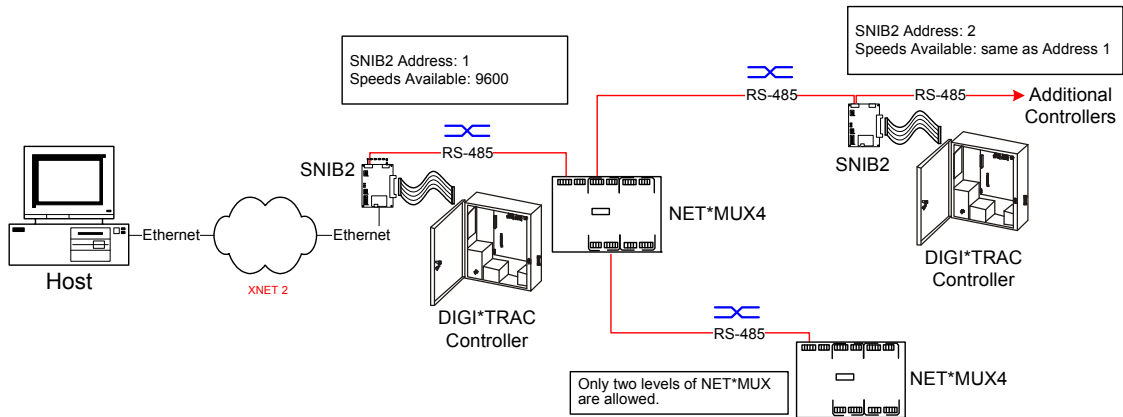 SNIB2 Address: 1
Speeds Available: 9600
SNIB2 Address: 2
Speeds Available: same as Address 1
RS-485
RS-485
Additional
Controllers
RS-485
SNIB2
SNIB2
NET*MUX4
Ethernet
Ethernet
Host
XNET 2
DIGI*TRAC
Controller
DIGI*TRAC
Controller
RS-485
Only two levels of NET*MUX
are allowed.
NET*MUX4